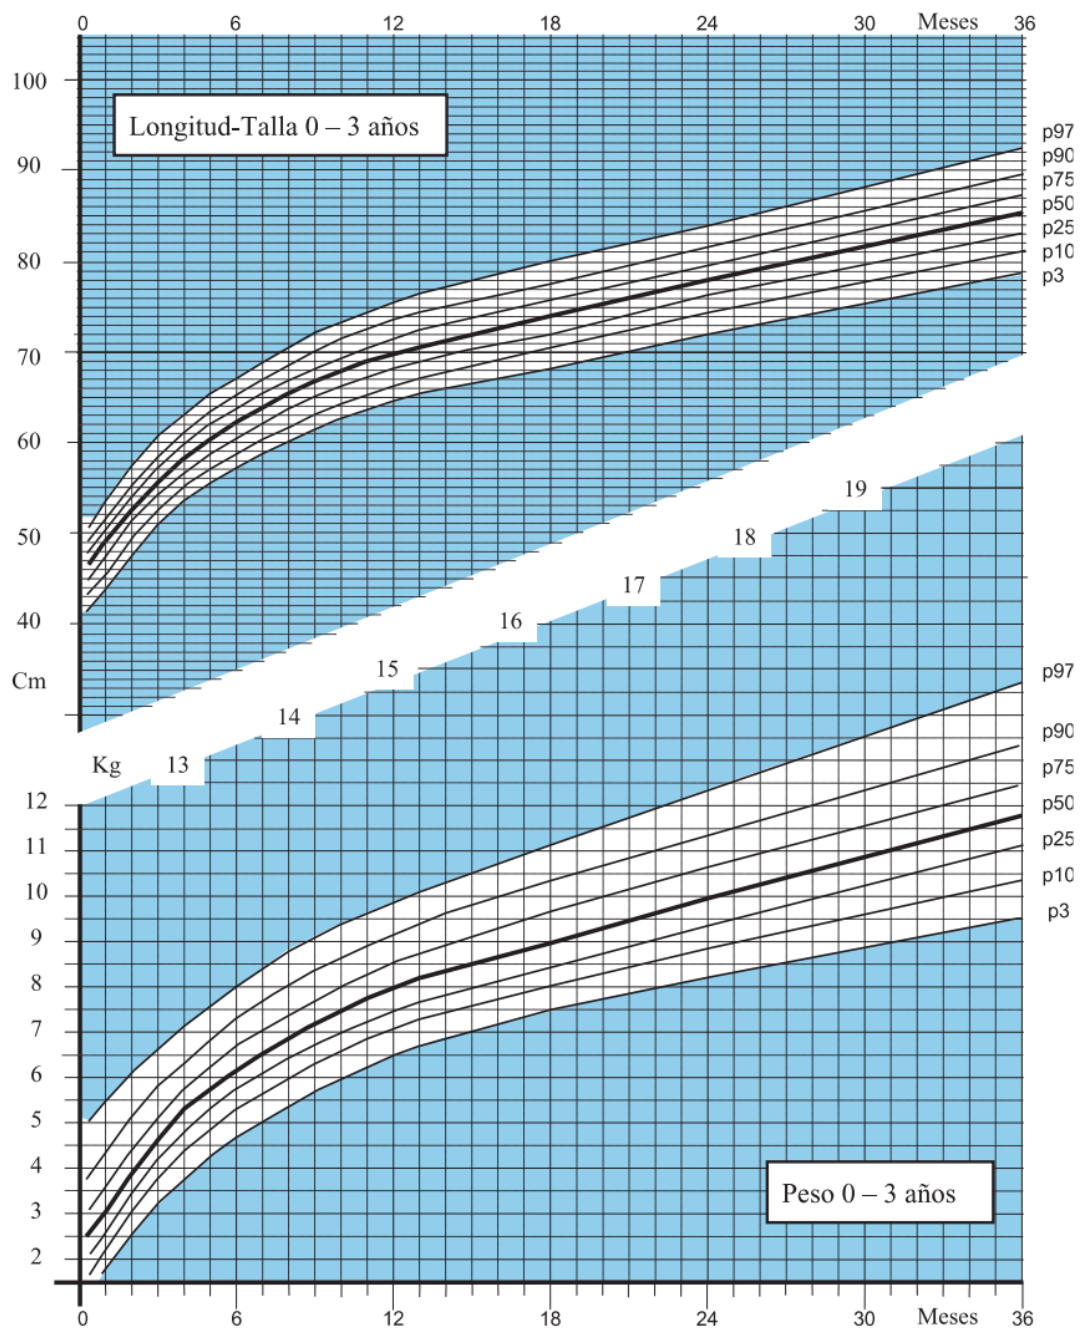 0 6 12 18 24 30 Meses 36
100
Longitud-Talla 0 – 3 años
p97
90
p90
p75
p50
p25
80
p10
p3
70
60
19
50
18
17
40
16
15
Cm
p97
14
p90
Kg 13
p75
12
p50
11
p25
10
p10
9
p3
8
7
6
5
4
Peso 0 – 3 años
3
2
0 6 12 18 24 30 Meses 36